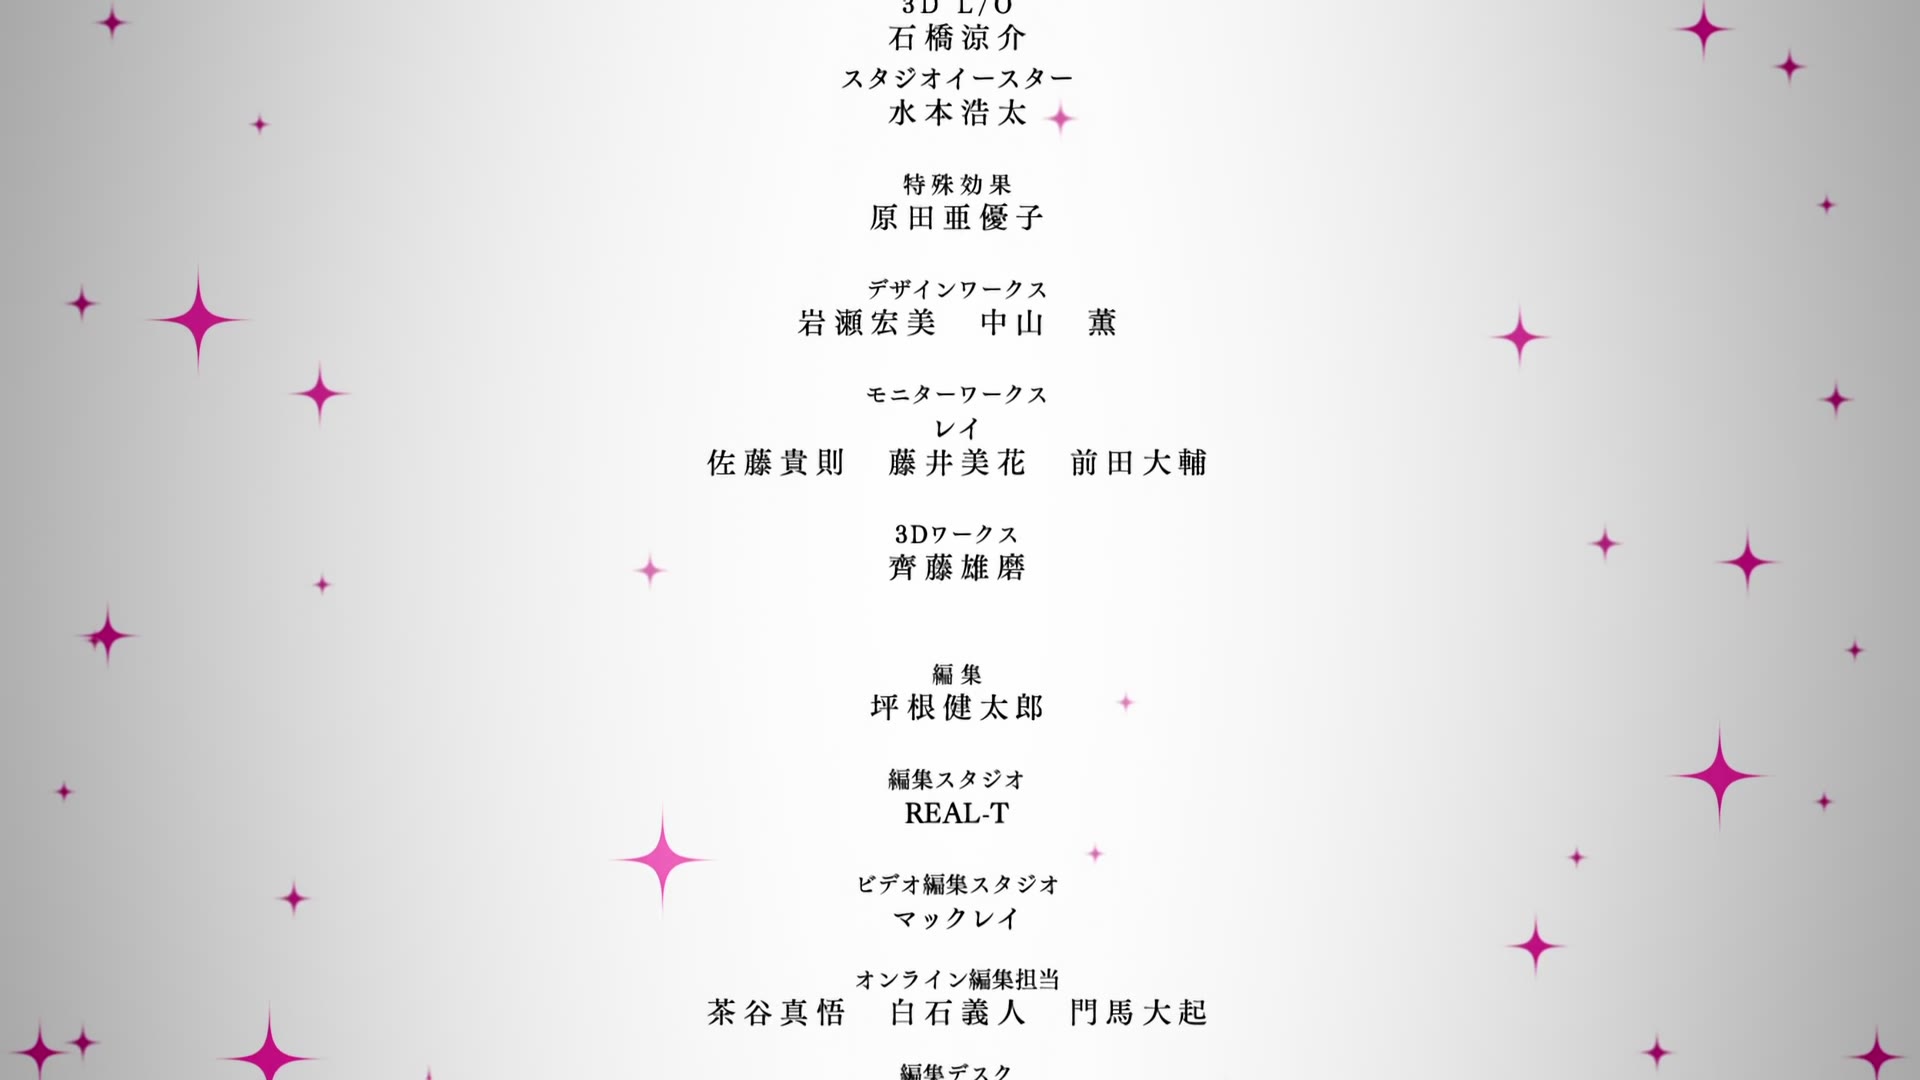 3D L/O
石橋涼介
スタジオイースター
水本浩太
特殊効果
原田亜優子
デザインワークス
岩瀬宏美 中山 薫
モニターワークス
レイ
佐藤貴則 藤井美花 前田大輔
3Dワークス
齊藤雄磨
編集
坪根健太郎
編集スタジオ
REAL-T
ビデオ編集スタジオ
マックレイ
オンライン編集担当
茶谷真悟 白石義人 門馬大起
編集デスク